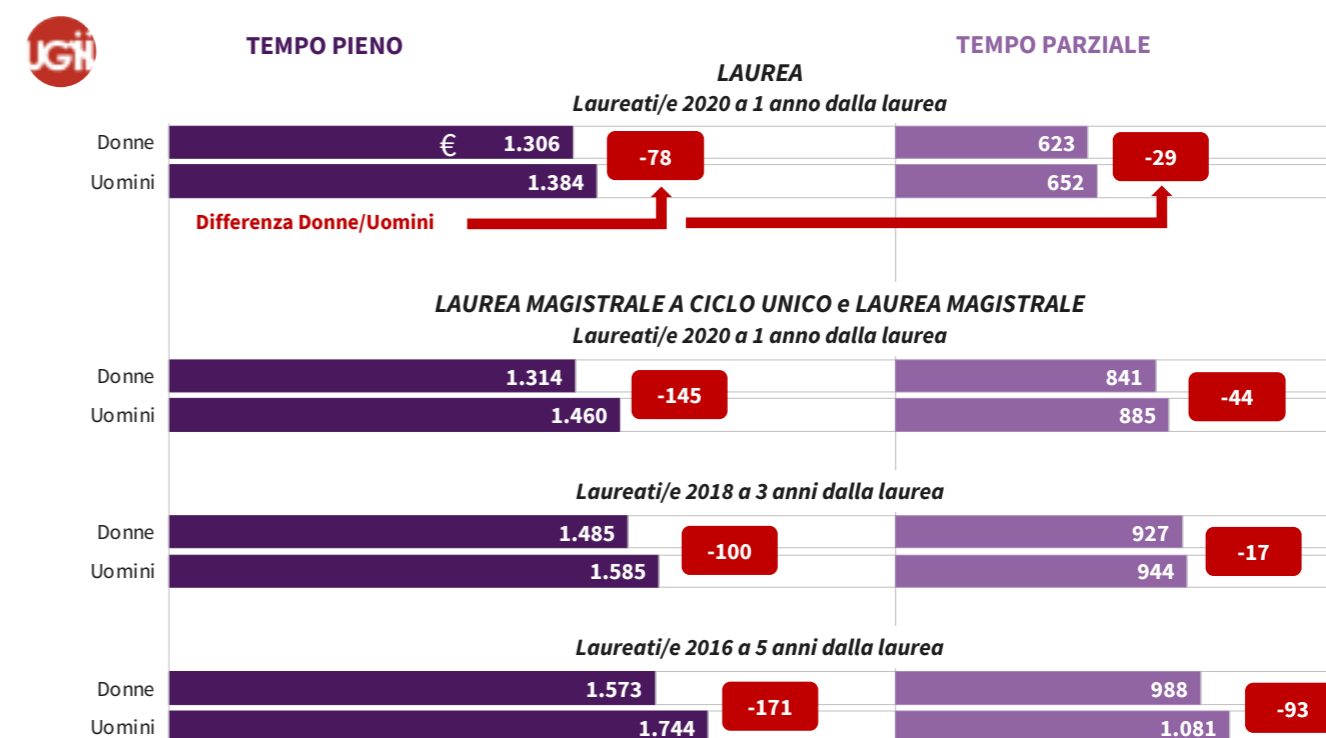 UGii
TEMPO PIENO
TEMPO PARZIALE
LAUREA
Laureati/e 2020 a 1 anno dalla laurea
Donne € 1.306 -78 623 -29
Uomini 1.384 652
Differenza Donne/Uomini
LAUREA MAGISTRALE A CICLO UNICO e LAUREA MAGISTRALE
Laureati/e 2020 a 1 anno dalla laurea
Donne 1.314 -145 841 -44
Uomini 1.460 885
Laureati/e 2018 a 3 anni dalla laurea
Donne 1.485 -100 927 -17
Uomini 1.585 944
Laureati/e 2016 a 5 anni dalla laurea
Donne 1.573 -171 988 -93
Uomini 1.744 1.081